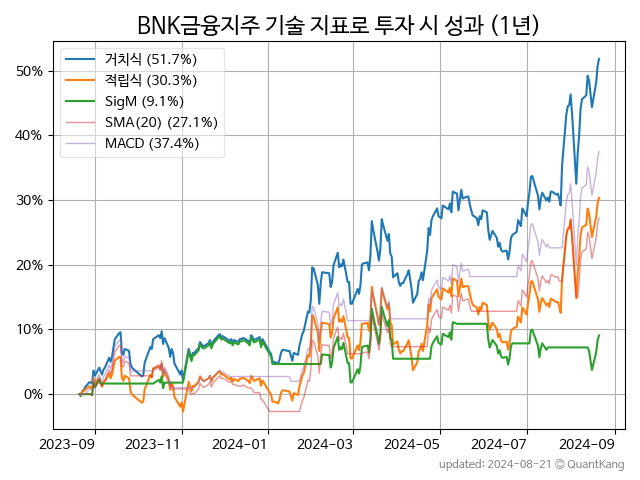 BNK금융지주 기술 지표로 투자 시 성과 (1년)
거치식 (51.7%)
적립식 (30.3%)
SigM (9.1%)
SMA(20) (27.1%)
MACD (37.4%)
50%
40%
30%
20%
10%
0%
2023-09 2023-11 2024-01 2024-03 2024-05 2024-07 2024-09
updated: 2024-08-21 © QuantKang